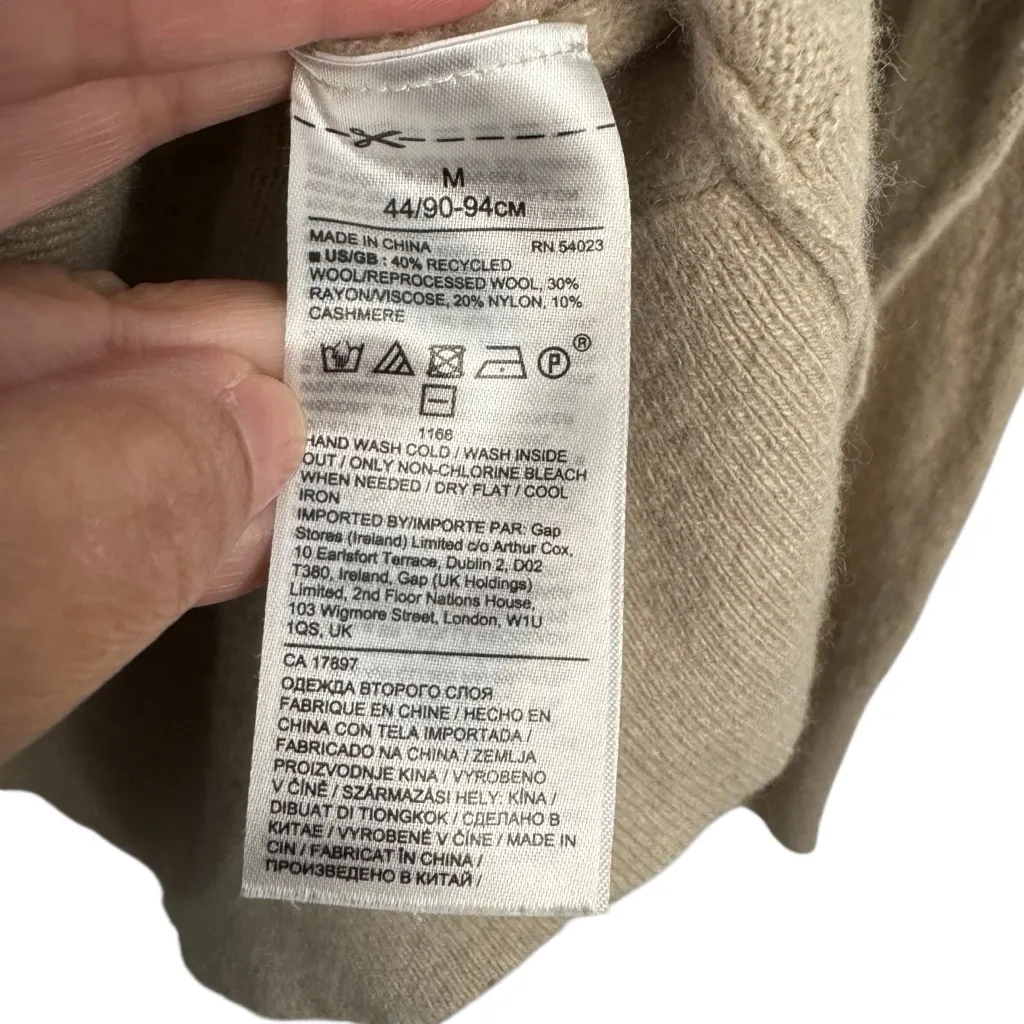 M
44/90-94см
MADE IN CHINA RN 54023
■ US/GB : 40% RECYCLED
WOOL/REPROCESSED WOOL, 30%
RAYON/VISCOSE, 20% NYLON, 10%
CASHMERE
P ®
1168
HAND WASH COLD / WASH INSIDE
OUT / ONLY NON-CHLORINE BLEACH
WHEN NEEDED / DRY FLAT / COOL
IRON
IMPORTED BY/IMPORTE PAR: Gap
Stores (Ireland) Limited c/o Arthur Cox,
10 Earlsfort Terrace, Dublin 2, D02
T380, Ireland, Gap (UK Holdings)
Limited, 2nd Floor Nations House,
103 Wigmore Street, London, W1U
1QS, UK
CA 17897
ОДЕЖДА ВТОРОГО СЛОЯ
FABRIQUE EN CHINE / HECHO EN
CHINA CON TELA IMPORTADA /
FABRICADO NA CHINA / ZEMLJA
PROIZVODNJE KINA / VYROBENO
V ČÍNĚ / SZÁRMAZÁSI HELY: KÍNA /
DIBUAT DI TIONGKOK / СДЕЛАНО В
КИТАЕ / VYROBENÉ V ČÍNE / MADE IN
CIN / FABRICAT ÎN CHINA /
ПРОИЗВЕДЕНО В КИТАЙ /